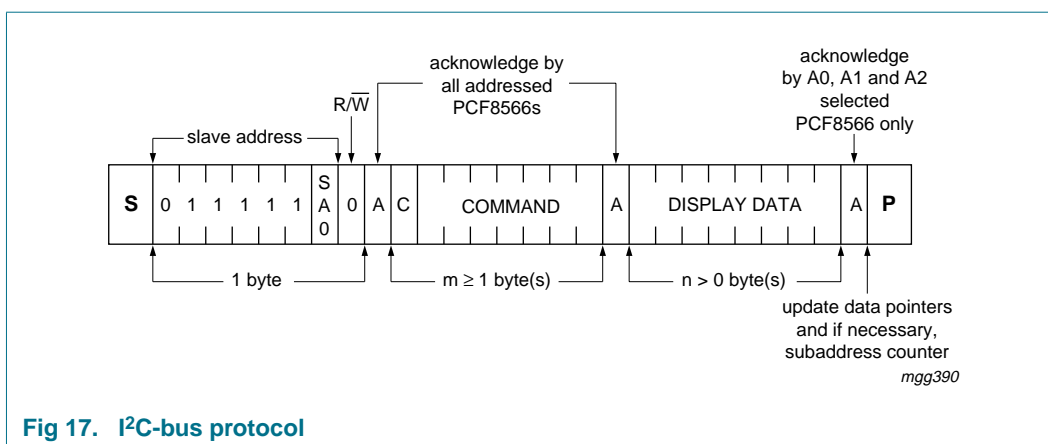 acknowledge by
all addressed
PCF8566s
acknowledge
by A0, A1 and A2
selected
PCF8566 only
R/W̅
slave address
S 0 1 1 1 1 1 SA0 0 A C COMMAND A DISPLAY DATA A P
1 byte
m ≥ 1 byte(s)
n > 0 byte(s)
update data pointers
and if necessary,
subaddress counter
mgg390
Fig 17. I²C-bus protocol